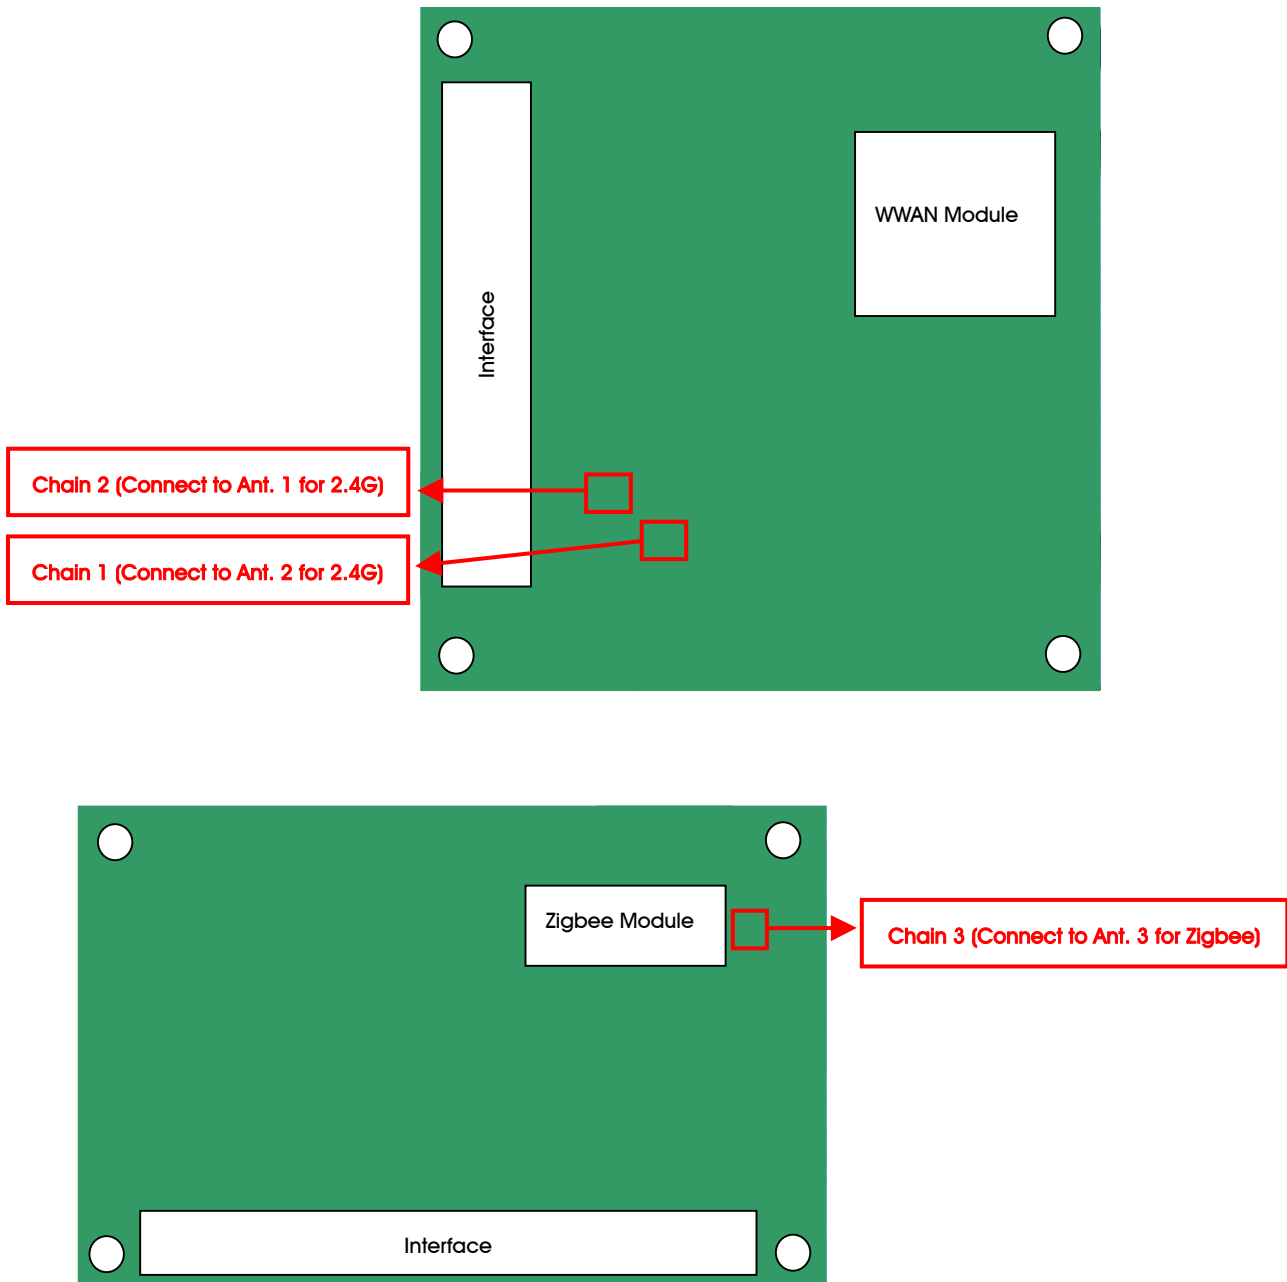 WWAN Module
Interface
Chain 2 (Connect to Ant. 1 for 2.4G)
Chain 1 (Connect to Ant. 2 for 2.4G)
Zigbee Module
Chain 3 (Connect to Ant. 3 for Zigbee)
Interface